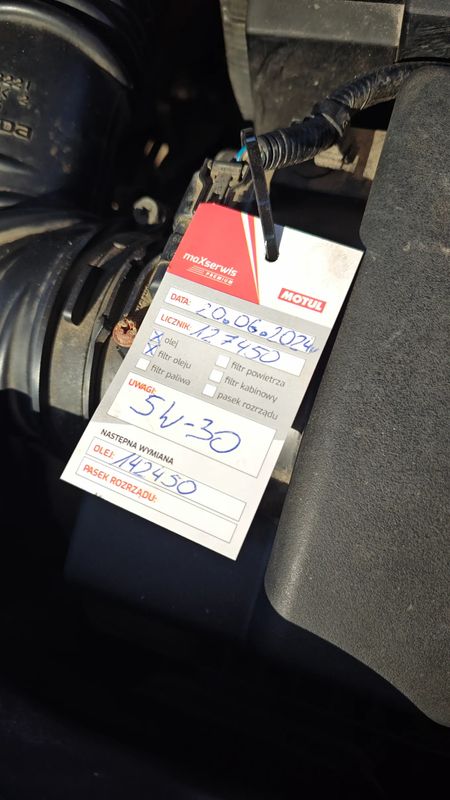 maXserwis
PREMIUM
MOTUL
DATA: 20.06.2024
LICZNIK: 127450
olej
filtr powietrza
filtr oleju
filtr kabinowy
filtr paliwa
pasek rozrządu
UWAGI:
5W-30
NASTĘPNA WYMIANA
OLEJ: 142450
PASEK ROZRZĄDU: